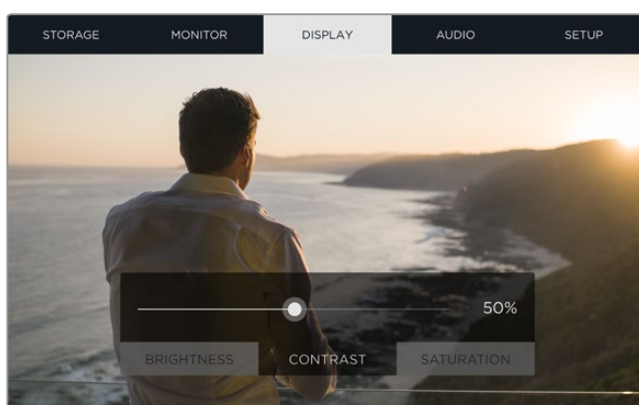 STORAGE MONITOR DISPLAY AUDIO SETUP
50%
BRIGHTNESS CONTRAST SATURATION